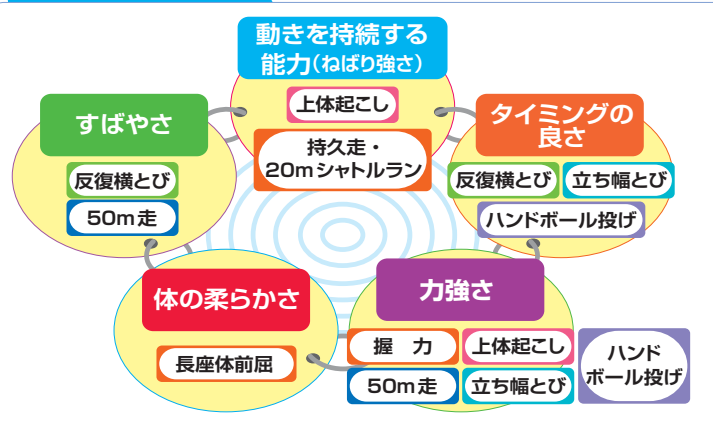 動きを持続する
能力(ねばり強さ)
上体起こし
持久走・
20mシャトルラン
すばやさ
反復横とび
50m走
タイミングの
良さ
反復横とび
立ち幅とび
ハンドボール投げ
体の柔らかさ
長座体前屈
力強さ
握 力
上体起こし
50m走
立ち幅とび
ハンド
ボール投げ